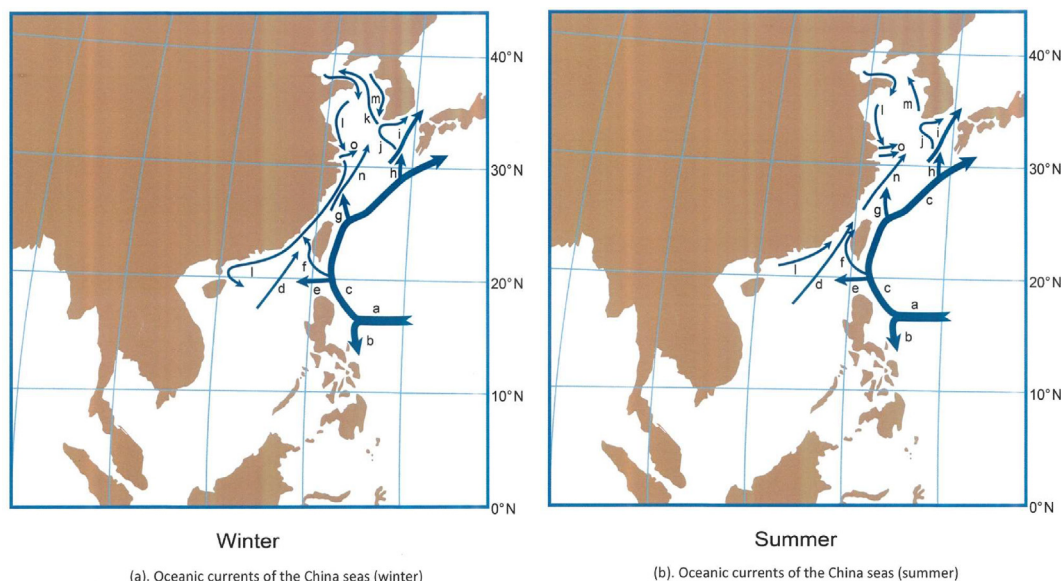 40°N
30°N
20°N
10°N
0°N
m
l
k
i
o
j
n
h
g
f
l
d
e
c
a
b
Winter
(a). Oceanic currents of the China seas (winter)
40°N
30°N
20°N
10°N
0°N
m
l
i
j
o
n
h
g
c
f
l
d
e
c
a
b
Summer
(b). Oceanic currents of the China seas (summer)